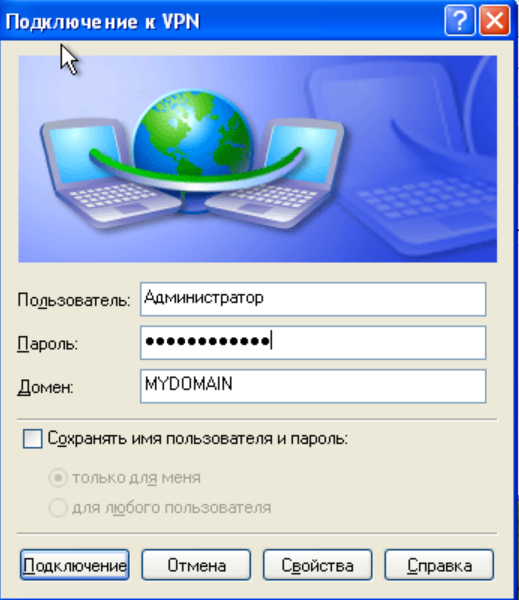 Подключение к VPN
Пользователь: Администратор
Пароль: ●●●●●●●●●●●●
Домен: MYDOMAIN
Сохранять имя пользователя и пароль:
только для меня
для любого пользователя
Подключение Отмена Свойства Справка